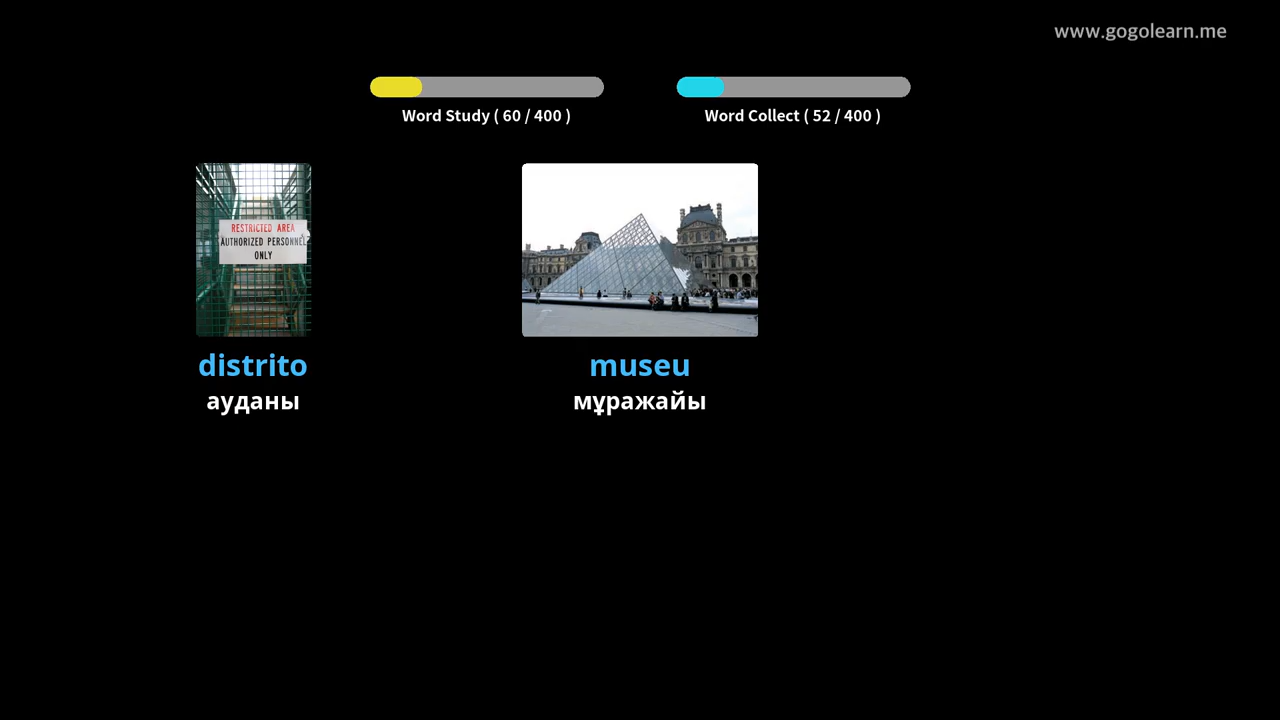 www.gogolearn.me
Word Study ( 60 / 400 )
Word Collect ( 52 / 400 )
RESTRICTED AREA
AUTHORIZED PERSONNEL
ONLY
distrito
ауданы
museu
мұражайы